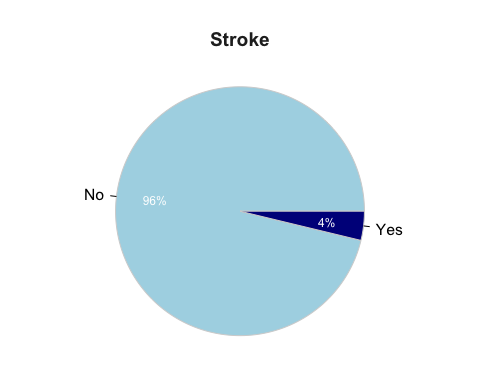 Stroke
No
96%
4%
Yes